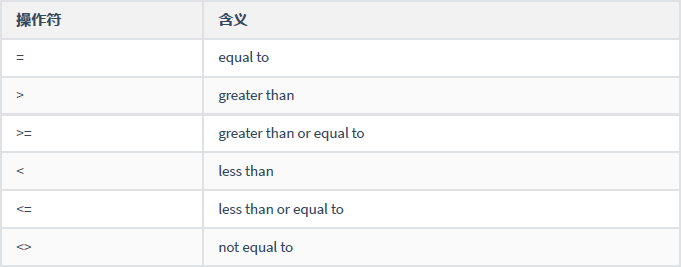 操作符 含义
= equal to
> greater than
>= greater than or equal to
< less than
<= less than or equal to
<> not equal to